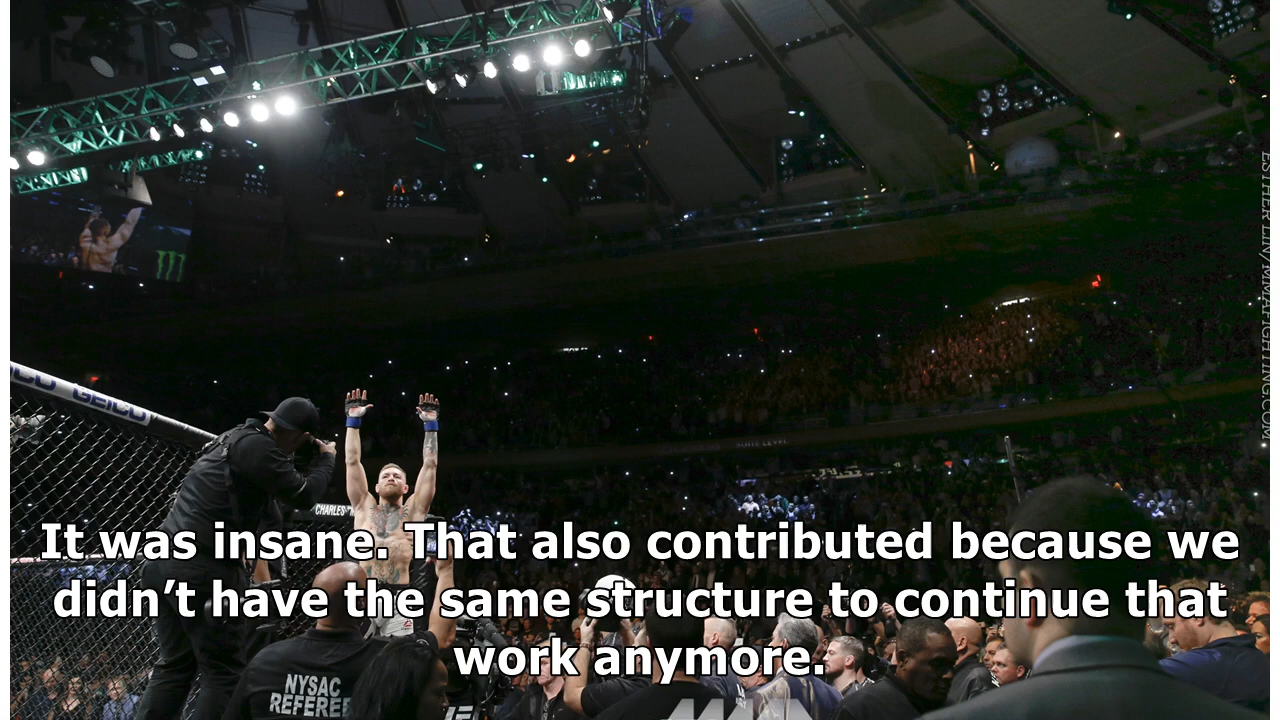 ESTHER LIN/MMAFIGHTING.COM
GEICO
CHARLES
It was insane. That also contributed because we
didn’t have the same structure to continue that
work anymore.
NYSAC
REFEREE